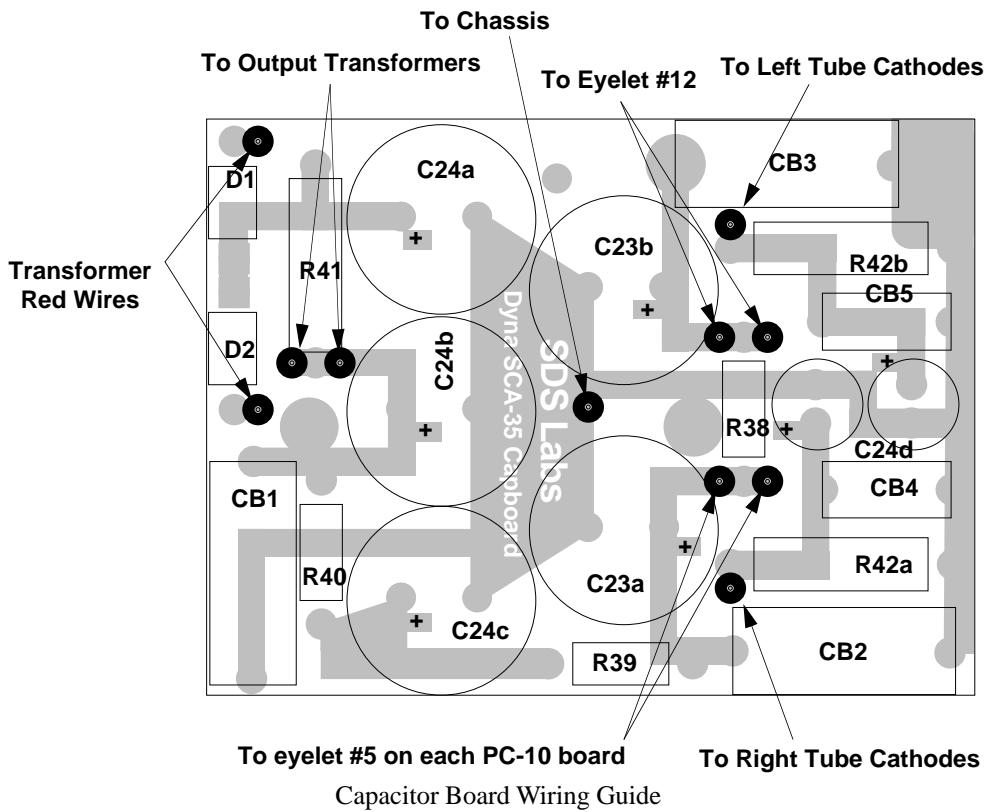 To Chassis
To Output Transformers
To Eyelet #12
To Left Tube Cathodes
CB3
D1
C24a
C23b
R42b
Transformer
Red Wires
R41
CB5
D2
C24b
SDS Labs
Dyna SCA-35 Capboard
R38
C24d
CB1
CB4
R40
C23a
R42a
C24c
R39
CB2
+
+
+
+
+
+
+
To eyelet #5 on each PC-10 board
To Right Tube Cathodes
Capacitor Board Wiring Guide